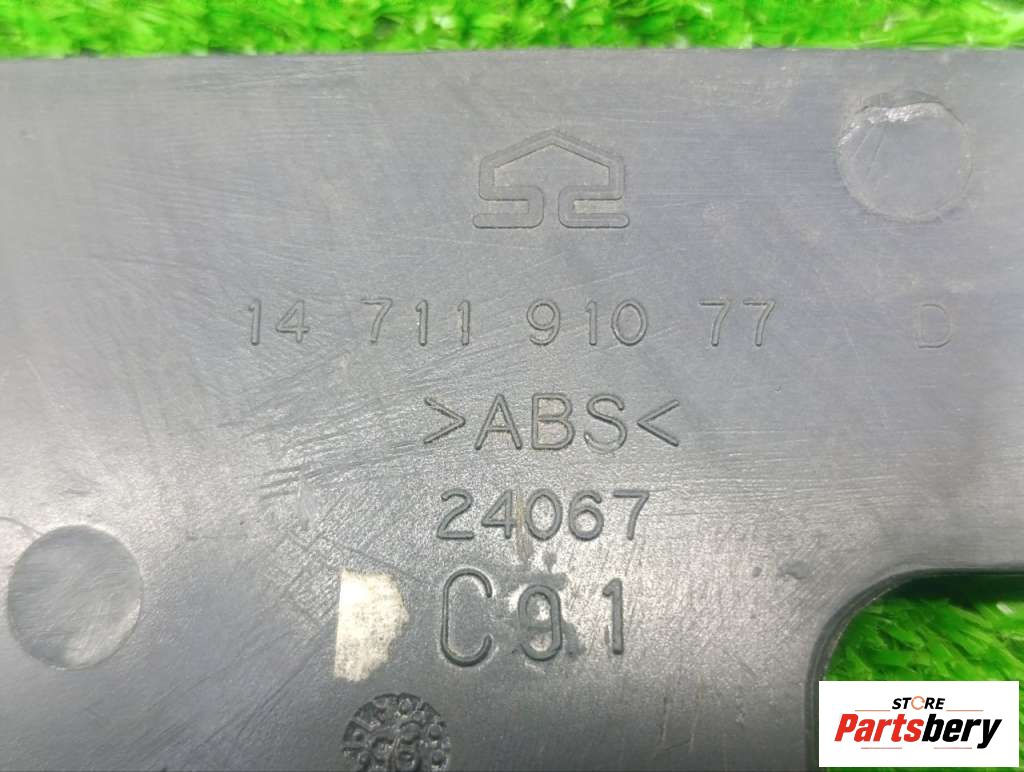 14 711 910 77 D
>ABS<
24067
C91
STORE
Partsbery